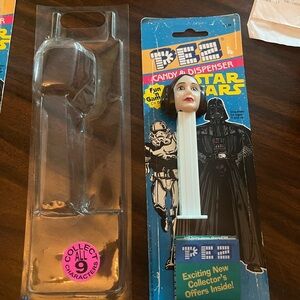 COLLECT
ALL
9
CHARACTERS
PEZ
CANDY & DISPENSER
STAR
WARS
Fun
n
Games
PEZ
Exciting New
Collector's
Offers Inside!